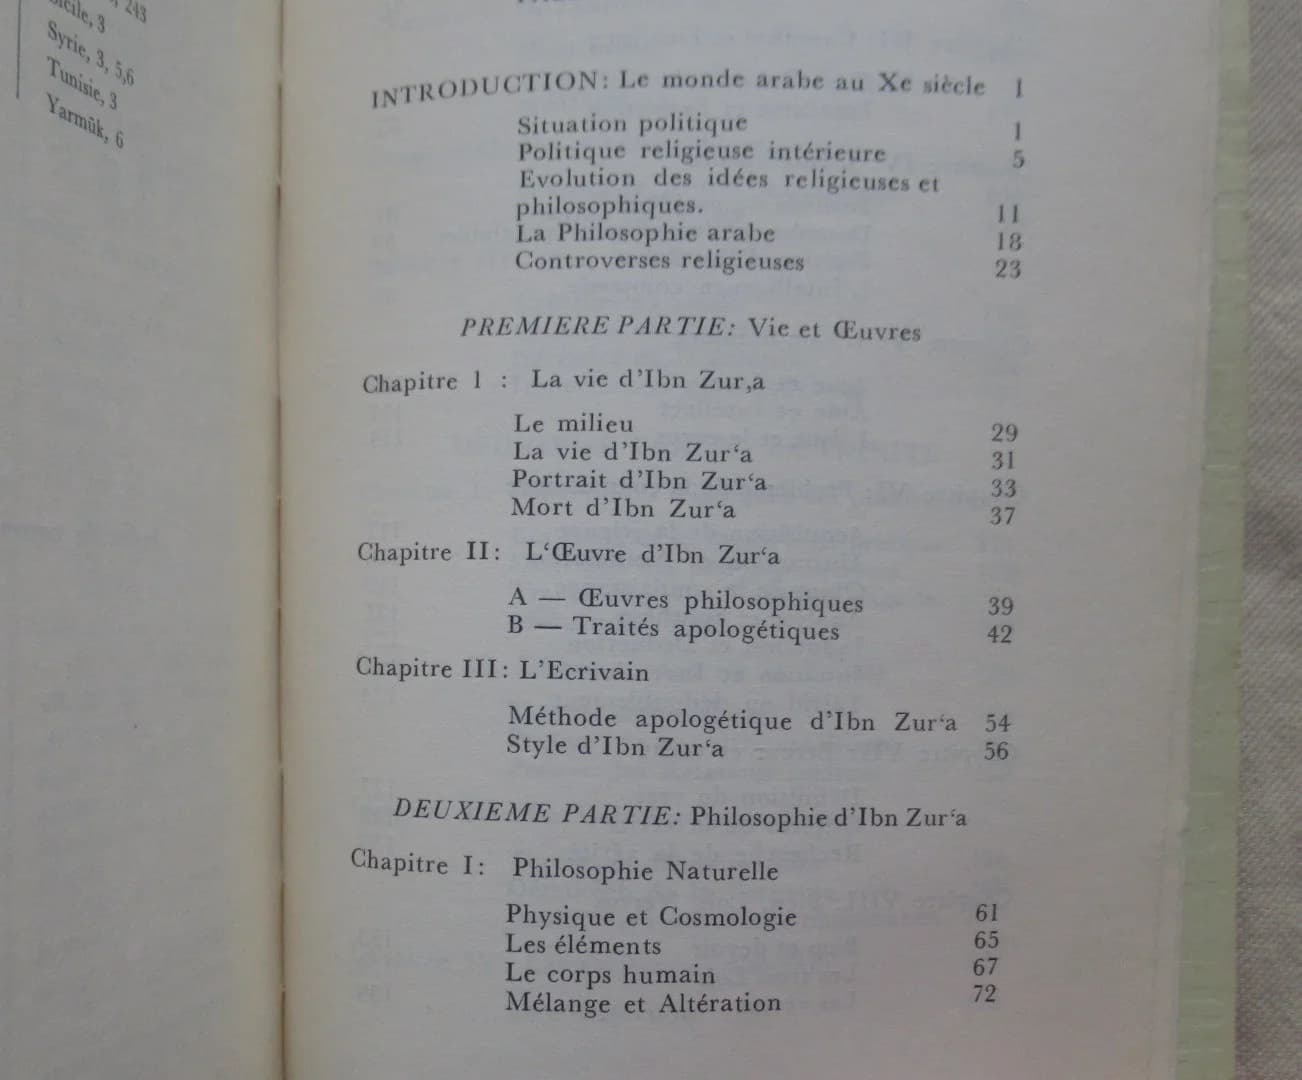 243
Syrie, 3, 5,6
Tunisie, 3
Yarmûk, 6
INTRODUCTION: Le monde arabe au Xe siècle 1
Situation politique 1
Politique religieuse intérieure 5
Evolution des idées religieuses et
philosophiques. 11
La Philosophie arabe 18
Controverses religieuses 23
PREMIERE PARTIE: Vie et Œuvres
Chapitre 1 : La vie d'Ibn Zur,a
Le milieu 29
La vie d'Ibn Zur‘a 31
Portrait d'Ibn Zur‘a 33
Mort d'Ibn Zur‘a 37
Chapitre II: L‘Œuvre d'Ibn Zur‘a
A — Œuvres philosophiques 39
B — Traités apologétiques 42
Chapitre III: L'Ecrivain
Méthode apologétique d'Ibn Zur‘a 54
Style d'Ibn Zur‘a 56
DEUXIEME PARTIE: Philosophie d'Ibn Zur‘a
Chapitre I: Philosophie Naturelle
Physique et Cosmologie 61
Les éléments 65
Le corps humain 67
Mélange et Altération 72